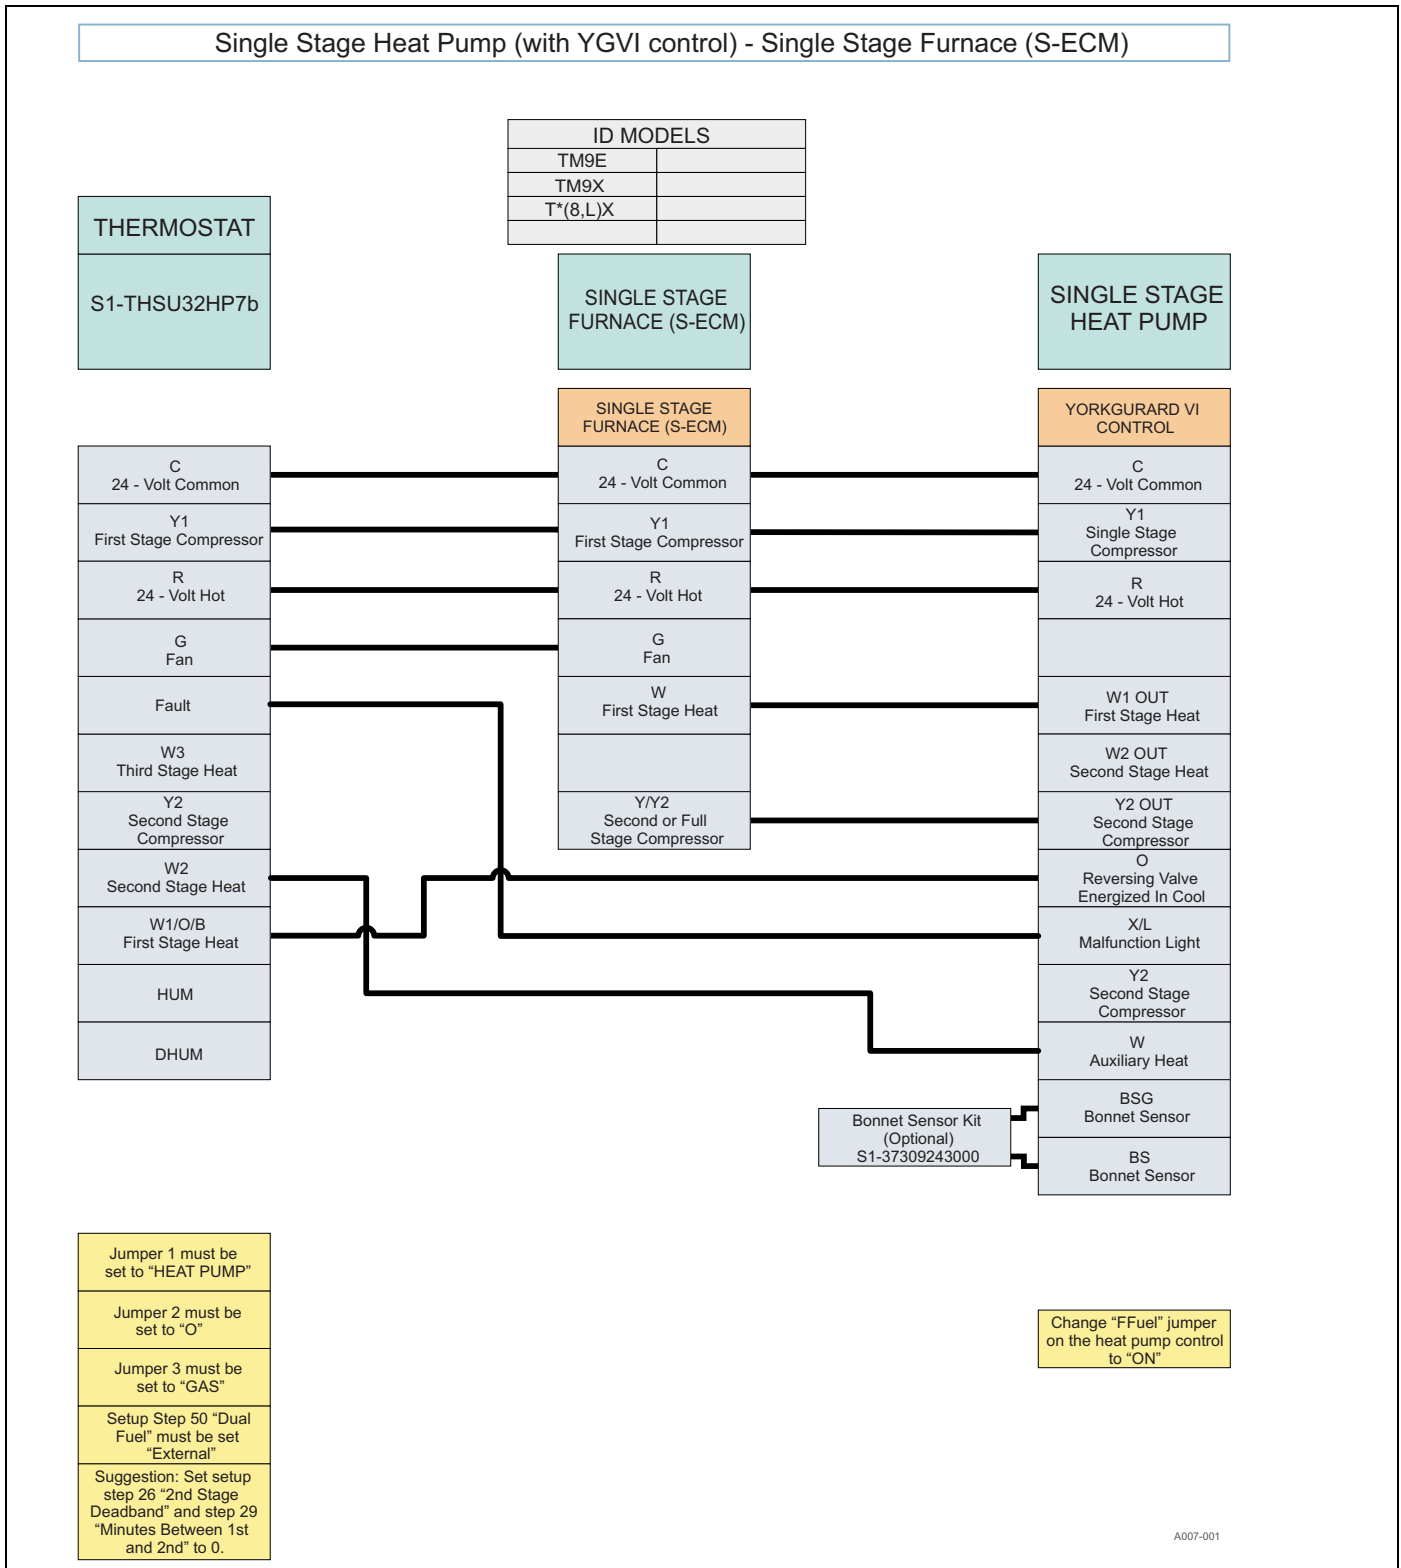 Single Stage Heat Pump (with YGVI control) - Single Stage Furnace (S-ECM)
ID MODELS
TM9E
TM9X
T*(8,L)X
THERMOSTAT
S1-THSU32HP7b
SINGLE STAGE
FURNACE (S-ECM)
SINGLE STAGE
HEAT PUMP
SINGLE STAGE
FURNACE (S-ECM)
YORKGURARD VI
CONTROL
C
24 - Volt Common
Y1
First Stage Compressor
R
24 - Volt Hot
G
Fan
Fault
W3
Third Stage Heat
Y2
Second Stage
Compressor
W2
Second Stage Heat
W1/O/B
First Stage Heat
HUM
DHUM
C
24 - Volt Common
Y1
First Stage Compressor
R
24 - Volt Hot
G
Fan
W
First Stage Heat
Y/Y2
Second or Full
Stage Compressor
C
24 - Volt Common
Y1
Single Stage
Compressor
R
24 - Volt Hot
W1 OUT
First Stage Heat
W2 OUT
Second Stage Heat
Y2 OUT
Second Stage
Compressor
O
Reversing Valve
Energized In Cool
X/L
Malfunction Light
Y2
Second Stage
Compressor
W
Auxiliary Heat
BSG
Bonnet Sensor
BS
Bonnet Sensor
Bonnet Sensor Kit
(Optional)
S1-37309243000
Jumper 1 must be
set to “HEAT PUMP”
Jumper 2 must be
set to “O”
Jumper 3 must be
set to “GAS”
Setup Step 50 “Dual
Fuel” must be set
“External”
Suggestion: Set setup
step 26 “2nd Stage
Deadband” and step 29
“Minutes Between 1st
and 2nd” to 0.
Change “FFuel” jumper
on the heat pump control
to “ON”
A007-001